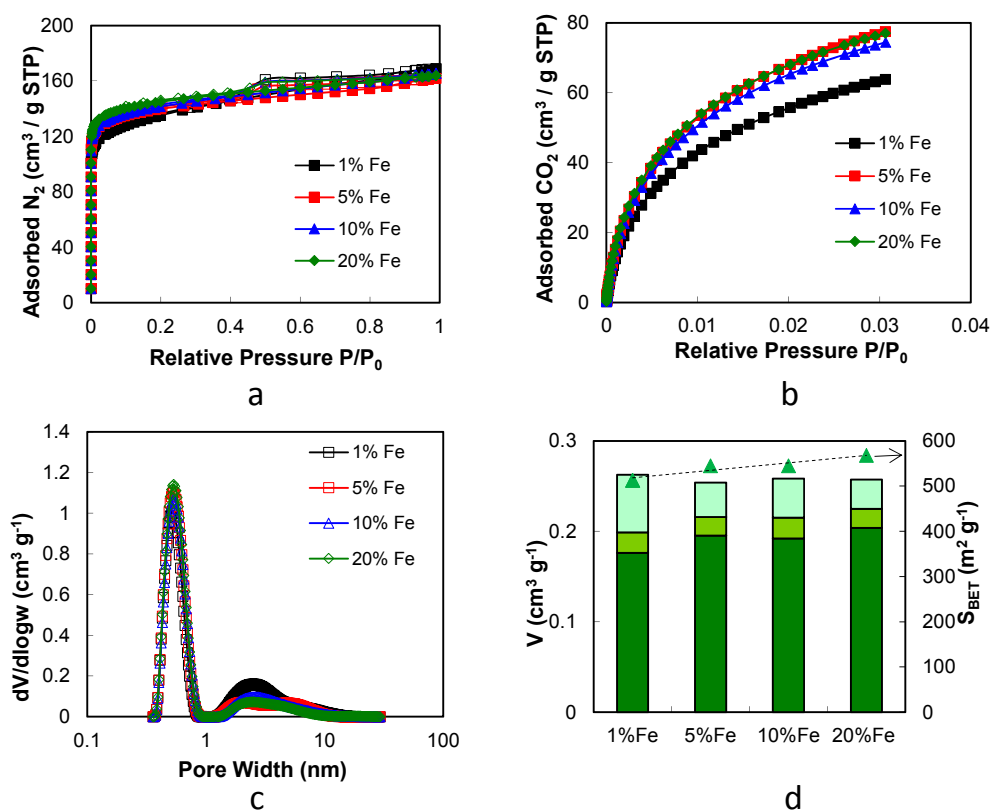 200
160
120
80
40
0
Adsorbed N₂ (cm³ / g STP)
1% Fe
5% Fe
10% Fe
20% Fe
0 0.2 0.4 0.6 0.8 1
Relative Pressure P/P₀
a
80
60
40
20
0
Adsorbed CO₂ (cm³ / g STP)
1% Fe
5% Fe
10% Fe
20% Fe
0 0.01 0.02 0.03 0.04
Relative Pressure P/P₀
b
1.4
1.2
1
0.8
0.6
0.4
0.2
0
dV/dlogw (cm³ g⁻¹)
1% Fe
5% Fe
10% Fe
20% Fe
0.1 1 10 100
Pore Width (nm)
c
0.3
0.2
0.1
0
V (cm³ g⁻¹)
600
500
400
300
200
100
0
S_BET (m² g⁻¹)
1%Fe 5%Fe 10%Fe 20%Fe
d